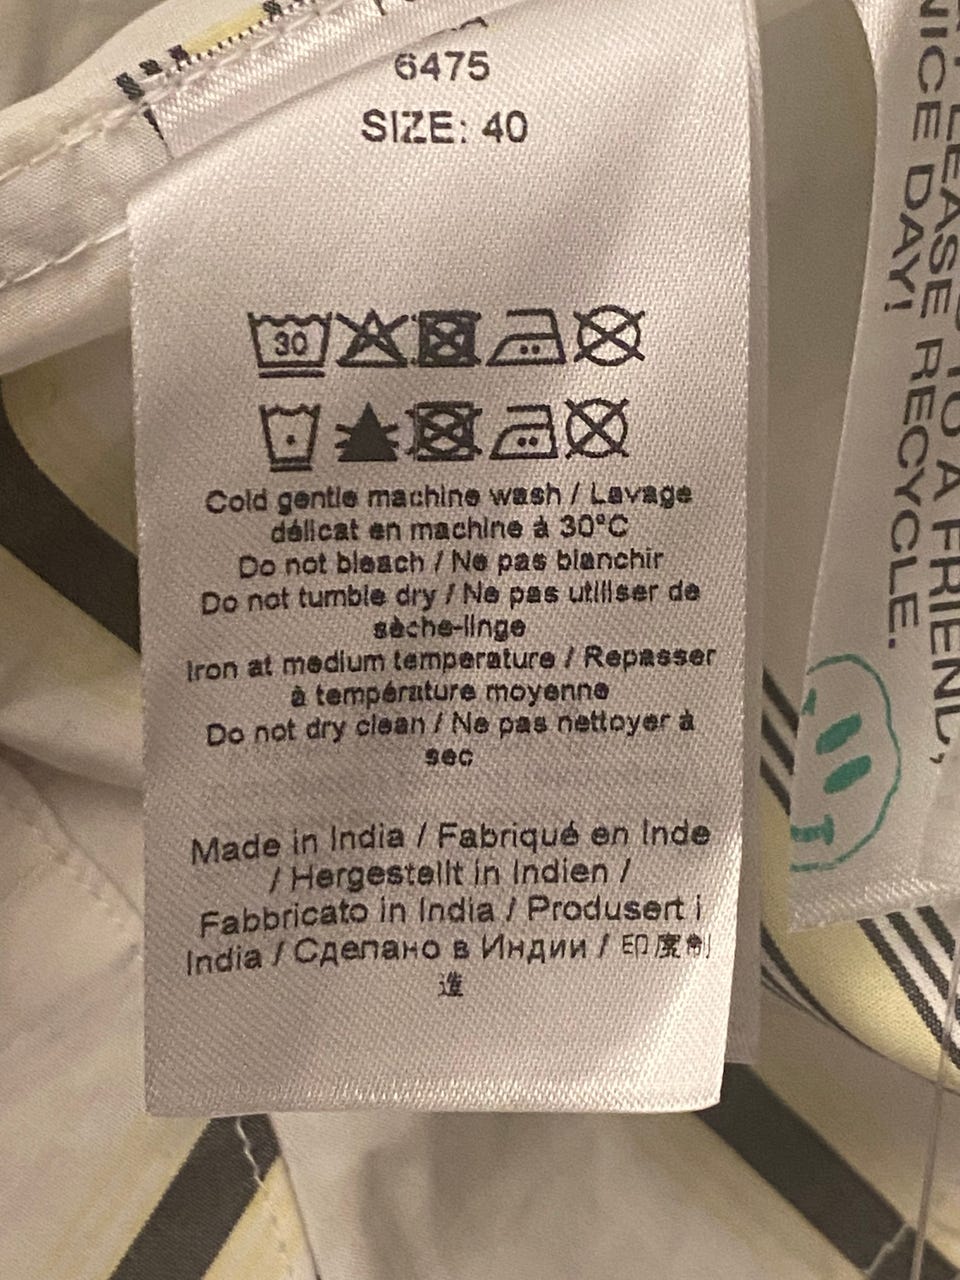 6475
SIZE: 40
30
Cold gentle machine wash / Lavage
délicat en machine à 30°C
Do not bleach / Ne pas blanchir
Do not tumble dry / Ne pas utiliser de
sèche-linge
Iron at medium temperature / Repasser
à température moyenne
Do not dry clean / Ne pas nettoyer à
sec
Made in India / Fabriqué en Inde
/ Hergestellt in Indien /
Fabbricato in India / Produsert i
India / Сделано в Индии / 印度制
造
TO A FRIEND,
PLEASE RECYCLE.
NICE DAY!